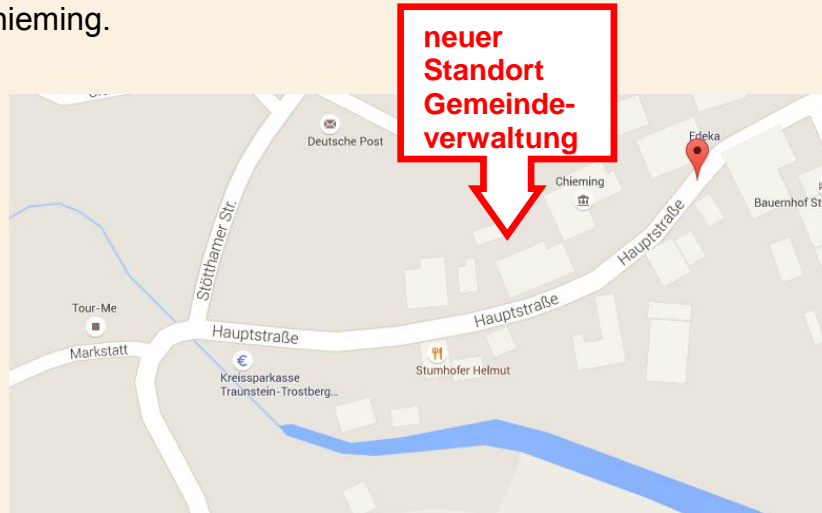 hieming.
neuer
Standort
Gemeinde-
verwaltung
Deutsche Post
Edeka
Chieming
Bauernhof St
Stötthamer Str.
Hauptstraße
Hauptstraße
Hauptstraße
Tour-Me
Markstatt
€
Kreissparkasse
Traunstein-Trostberg...
Stumhofer Helmut